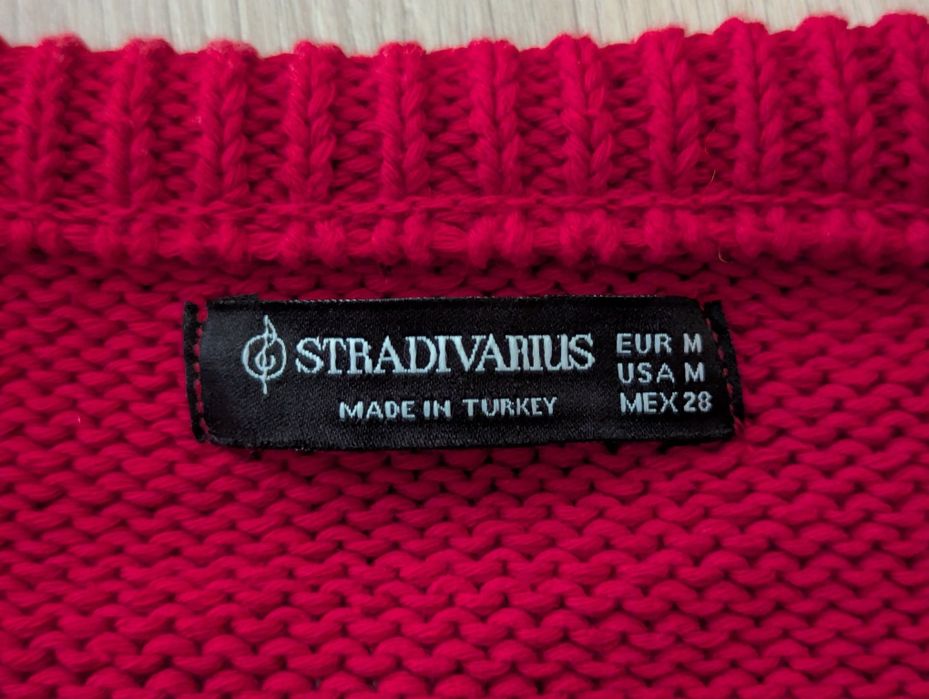 STRADIVARIUS
MADE IN TURKEY
EUR M
USA M
MEX 28